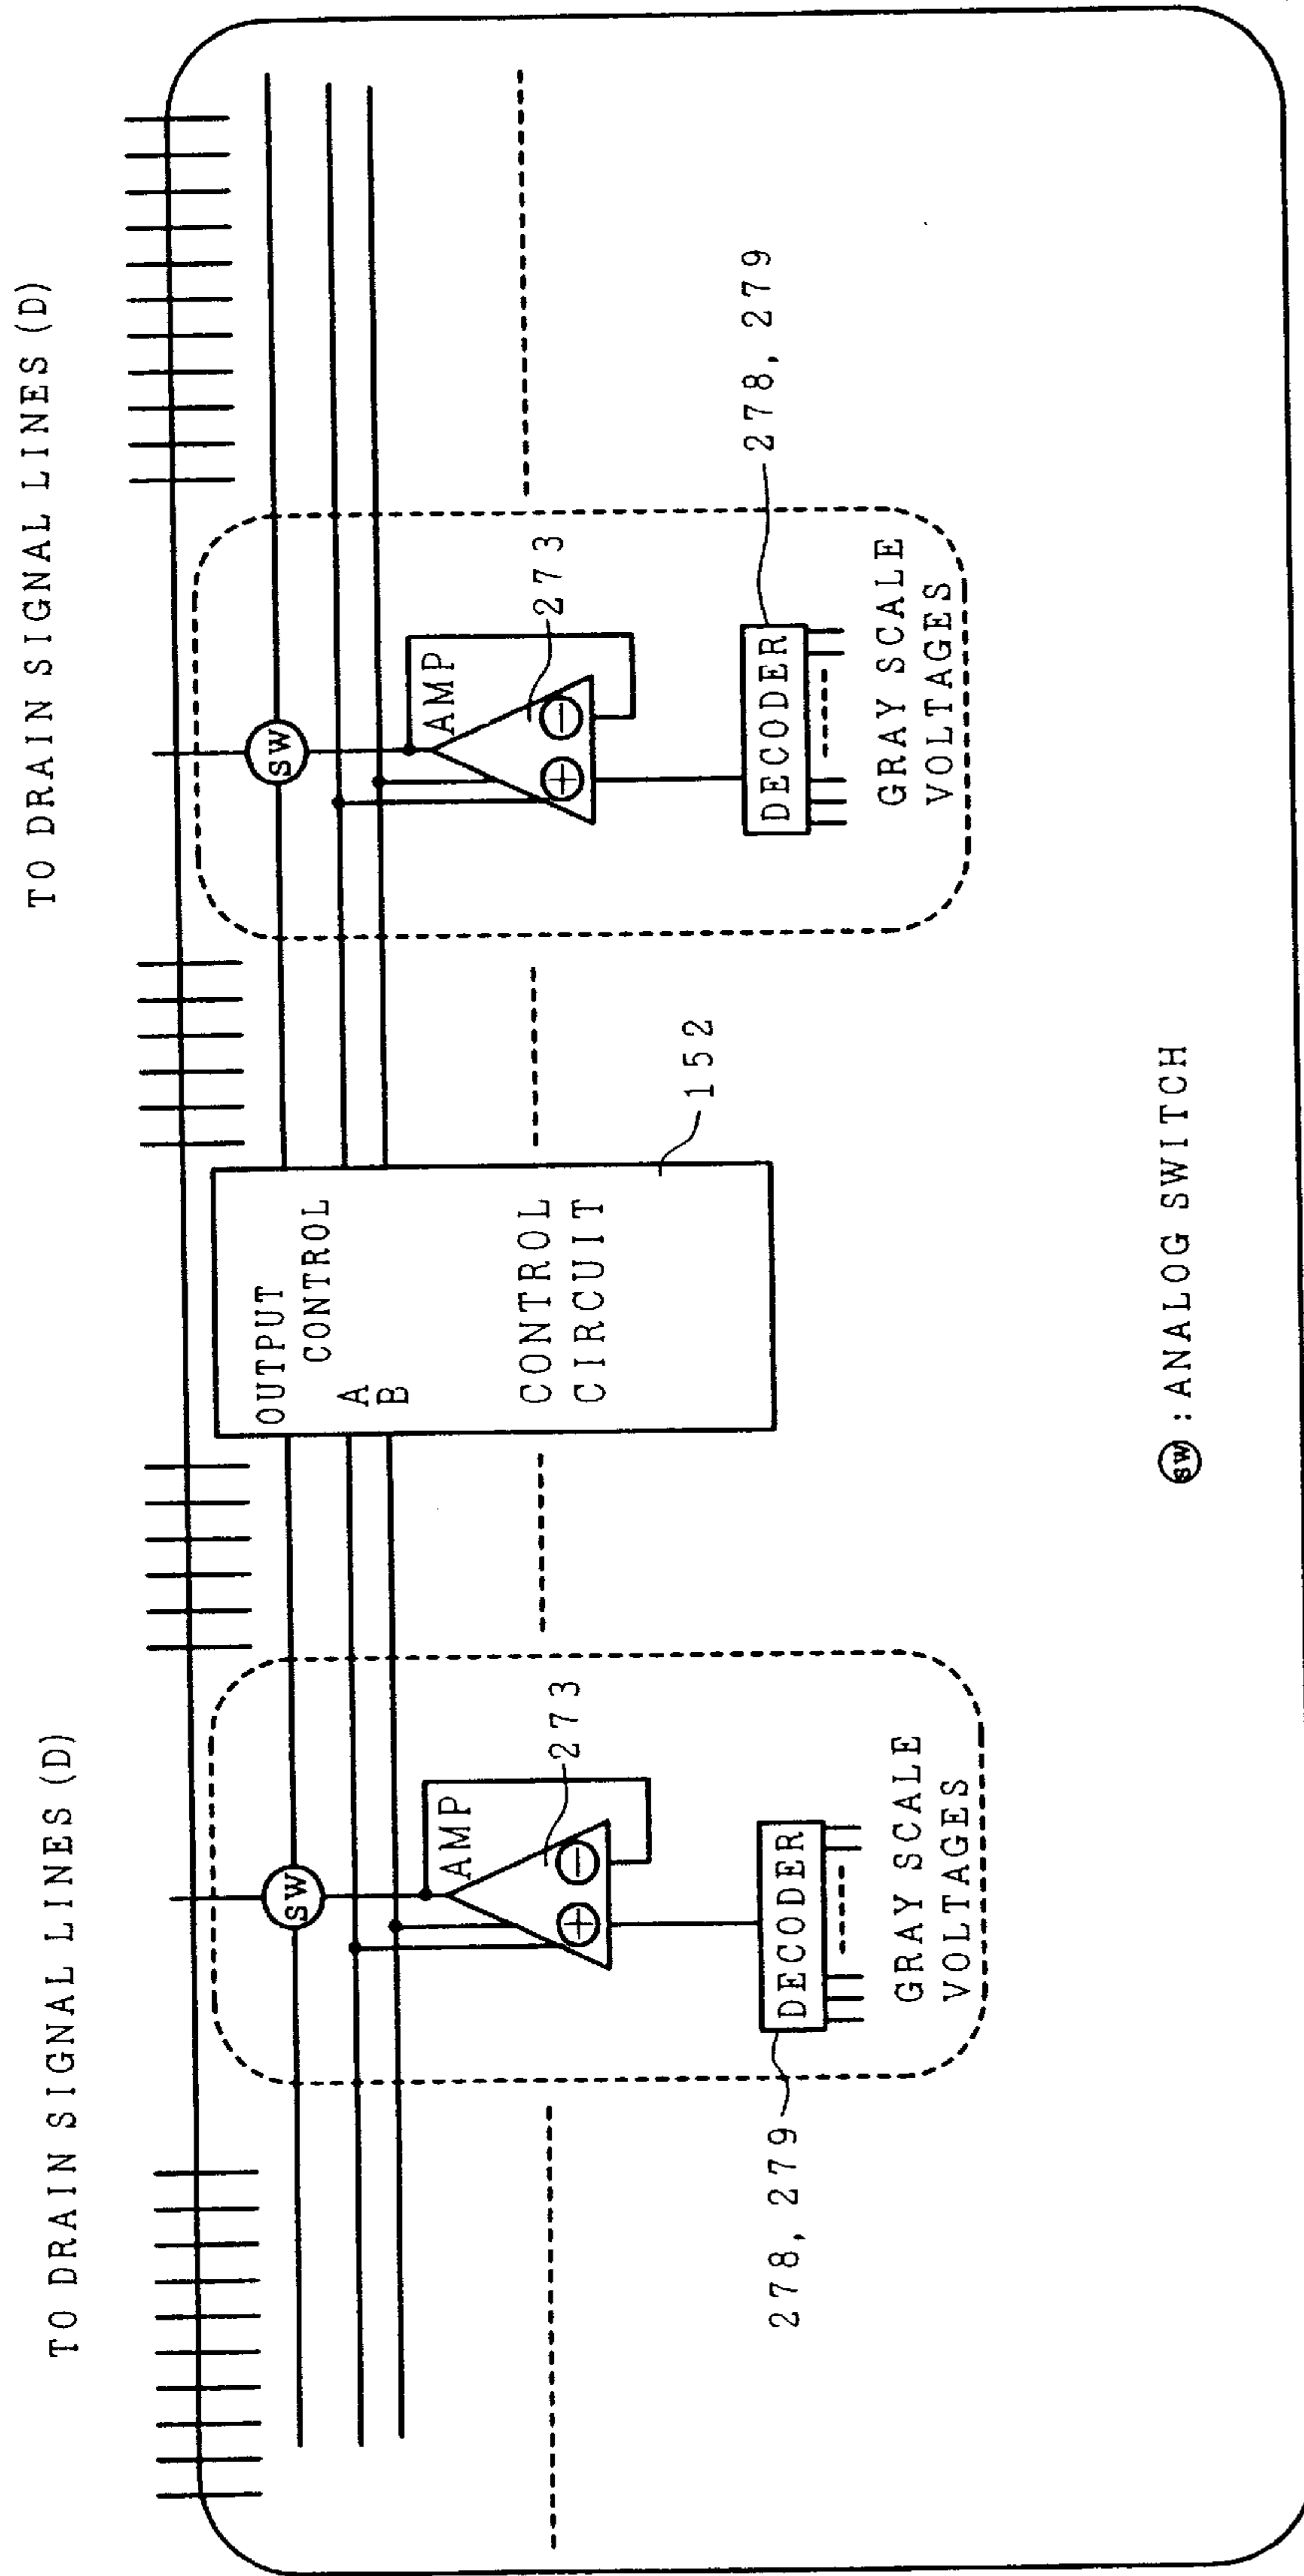 TO DRAIN SIGNAL LINES (D)
TO DRAIN SIGNAL LINES (D)
SW
OUTPUT
CONTROL
A
B
CONTROL
CIRCUIT
152
SW
AMP
273
AMP
273
278, 279
DECODER
GRAY SCALE
VOLTAGES
DECODER
278, 279
GRAY SCALE
VOLTAGES
SW : ANALOG SWITCH